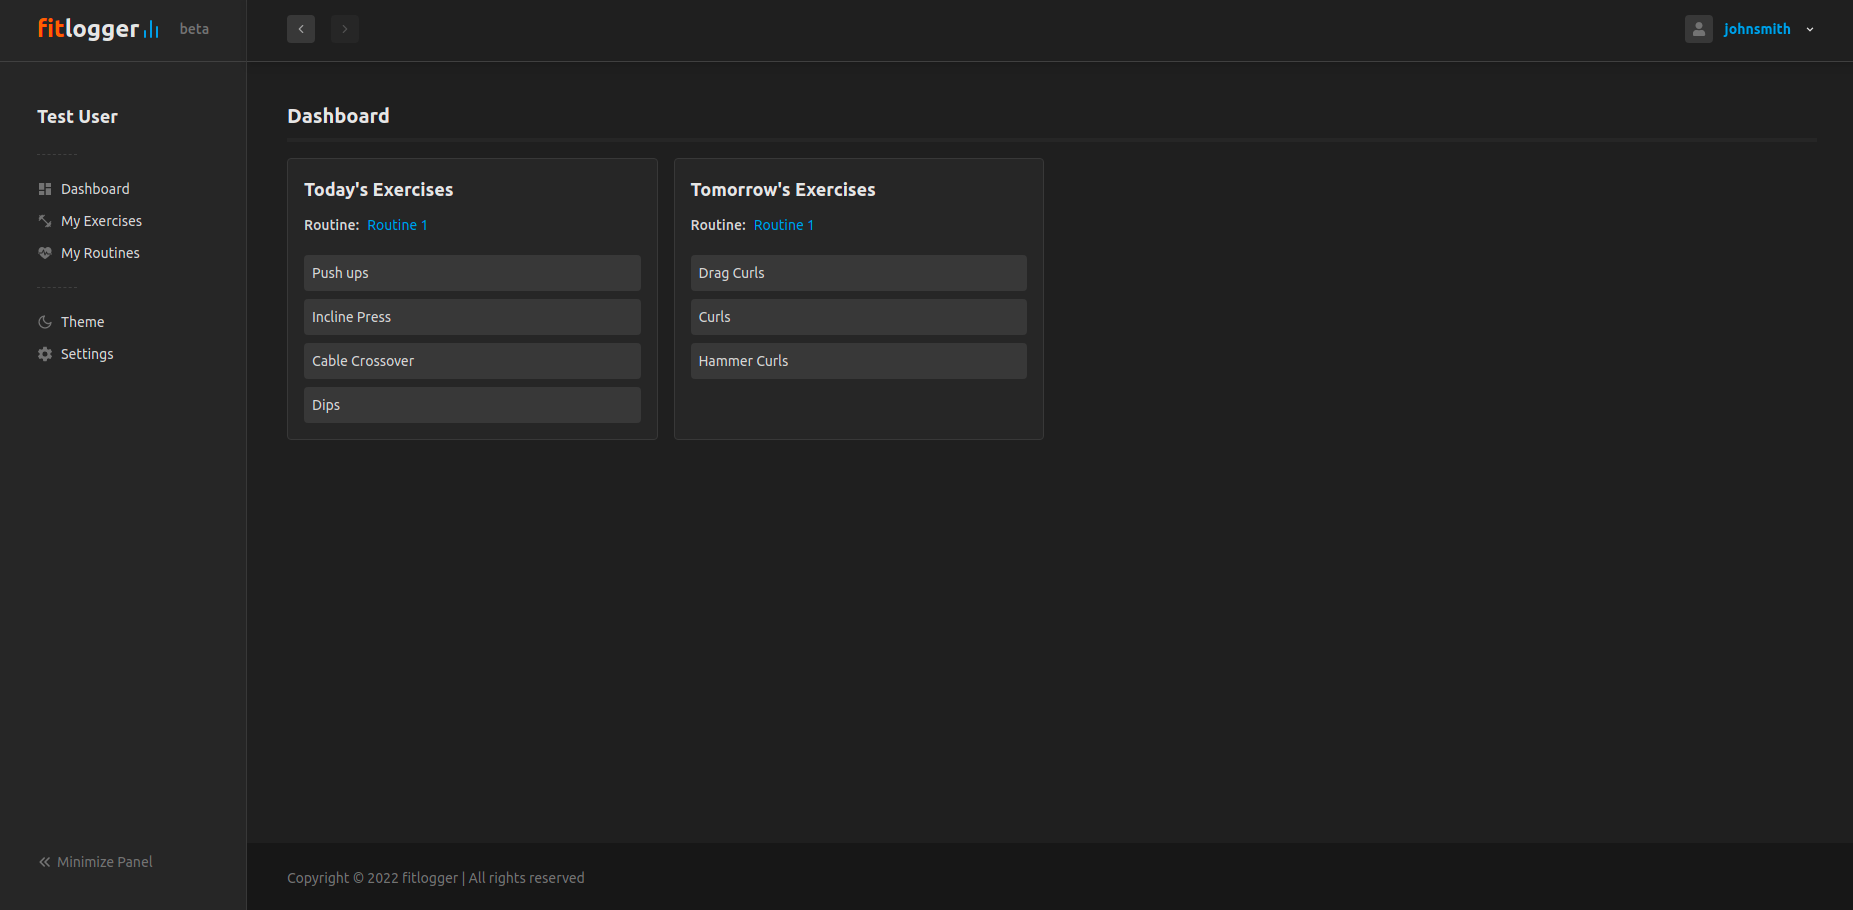 fitlogger beta
johnsmith
Test User
Dashboard
My Exercises
My Routines
Theme
Settings
Minimize Panel
Dashboard
Today's Exercises
Routine: Routine 1
Push ups
Incline Press
Cable Crossover
Dips
Tomorrow's Exercises
Routine: Routine 1
Drag Curls
Curls
Hammer Curls
Copyright © 2022 fitlogger | All rights reserved